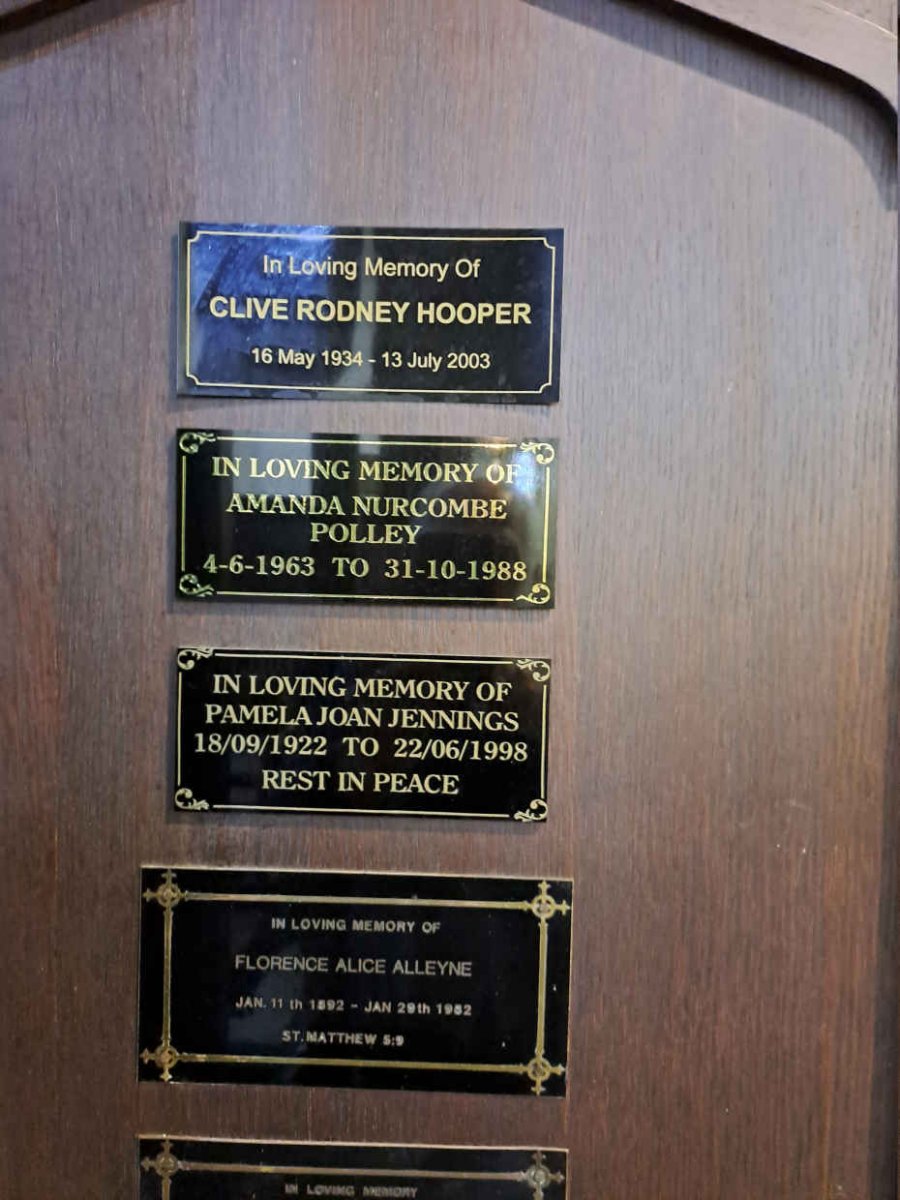 In Loving Memory Of
CLIVE RODNEY HOOPER
16 May 1934 - 13 July 2003
IN LOVING MEMORY OF
AMANDA NURCOMBE
POLLEY
4-6-1963 TO 31-10-1988
IN LOVING MEMORY OF
PAMELA JOAN JENNINGS
18/09/1922 TO 22/06/1998
REST IN PEACE
IN LOVING MEMORY OF
FLORENCE ALICE ALLEYNE
JAN. 11 th 1892 - JAN 29th
ST. MATTHEW 5:9
IN LOVING MEMORY